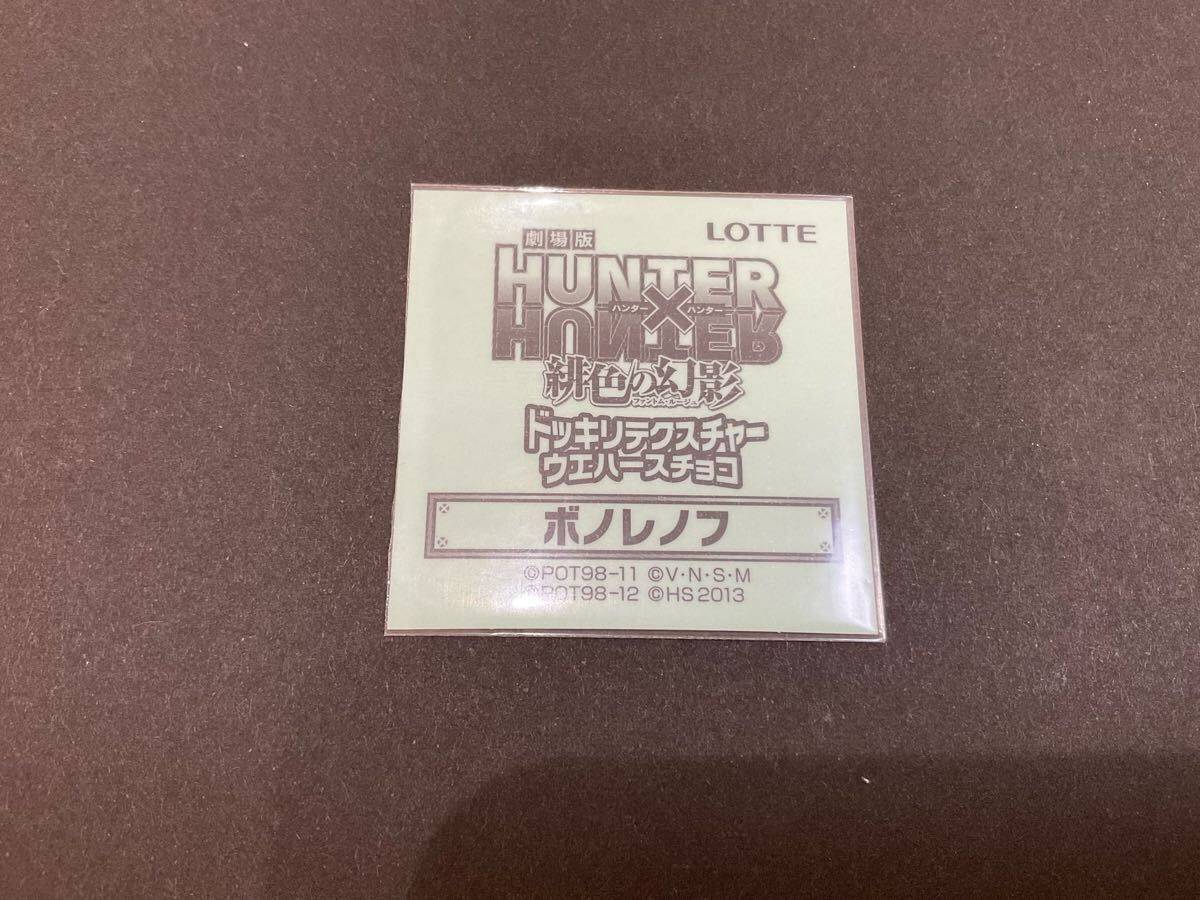 LOTTE
劇場版
HUNTER
ハンター×ハンター
HUNTER
®
緋色の幻影
ファントム・ルージュ
ドッキリテクスチャー
ウエハースチョコ
ボノレノフ
©POT98-11 ©V・N・S・M
©POT98-12 ©HS2013